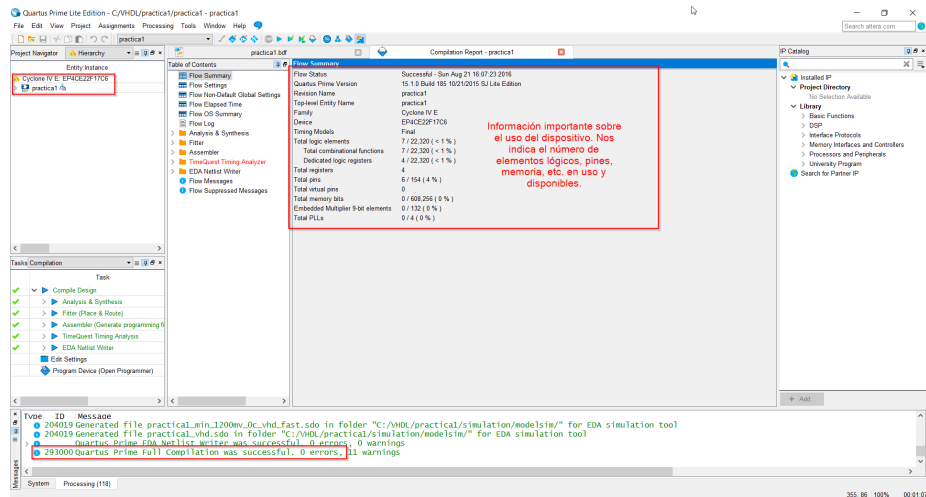 Quartus Prime Lite Edition - C:/VHDL/practica1/practica1 - practica1
File Edit View Project Assignments Processing Tools Window Help
Search altera.com
practica1
Project Navigator Hierarchy
practica1.bdf
Compilation Report - practica1
IP Catalog
Entity:Instance
Cyclone IV E: EP4CE22F17C6
practica1
Table of Contents
Flow Summary
Flow Settings
Flow Non-Default Global Settings
Flow Elapsed Time
Flow OS Summary
Flow Log
Analysis & Synthesis
Fitter
Assembler
TimeQuest Timing Analyzer
EDA Netlist Writer
Flow Messages
Flow Suppressed Messages
Flow Summary
Flow Status Successful - Sun Aug 21 16:07:23 2016
Quartus Prime Version 15.1.0 Build 185 10/21/2015 SJ Lite Edition
Revision Name practica1
Top-level Entity Name practica1
Family Cyclone IV E
Device EP4CE22F17C6
Timing Models Final
Total logic elements 7 / 22,320 ( < 1 % )
Total combinational functions 7 / 22,320 ( < 1 % )
Dedicated logic registers 4 / 22,320 ( < 1 % )
Total registers 4
Total pins 6 / 154 ( 4 % )
Total virtual pins 0
Total memory bits 0 / 608,256 ( 0 % )
Embedded Multiplier 9-bit elements 0 / 132 ( 0 % )
Total PLLs 0 / 4 ( 0 % )
Información importante sobre
el uso del dispositivo. Nos
indica el número de
elementos lógicos, pines,
memoria, etc. en uso y
disponibles.
Installed IP
Project Directory
No Selection Available
Library
Basic Functions
DSP
Interface Protocols
Memory Interfaces and Controllers
Processors and Peripherals
University Program
Search for Partner IP
+ Add...
Tasks Compilation
Task
Compile Design
Analysis & Synthesis
Fitter (Place & Route)
Assembler (Generate programming fi
TimeQuest Timing Analysis
EDA Netlist Writer
Edit Settings
Program Device (Open Programmer)
Type ID Message
204019 Generated file practica1_min_1200mv_0c_vhd_fast.sdo in folder "C:/VHDL/practica1/simulation/modelsim/" for EDA simulation tool
204019 Generated file practica1_vhd.sdo in folder "C:/VHDL/practica1/simulation/modelsim/" for EDA simulation tool
Quartus Prime EDA Netlist Writer was successful. 0 errors, 0 warnings
293000 Quartus Prime Full Compilation was successful. 0 errors, 11 warnings
Messages
System Processing (118)
355, 86 100% 00:01:07